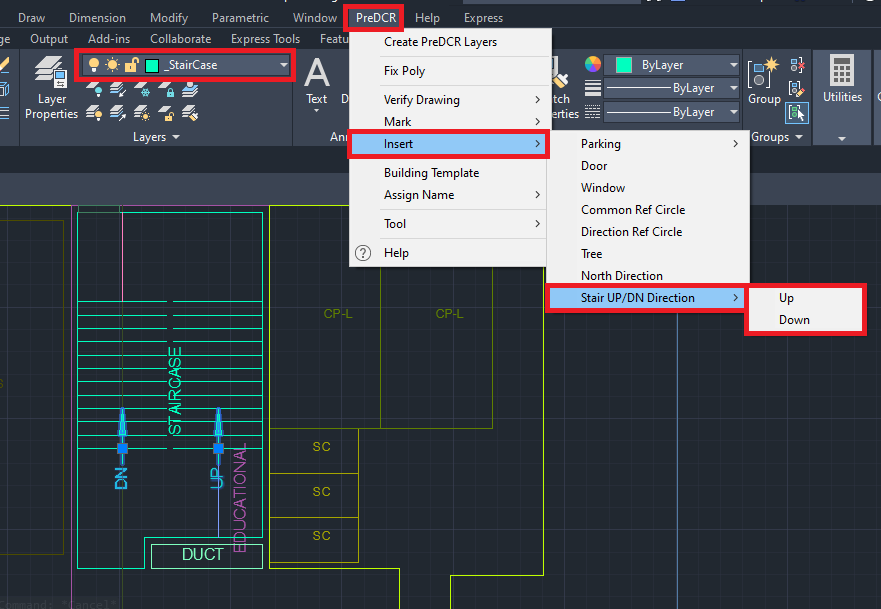 Draw Dimension Modify Parametric Window PreDCR Help Express
Output Add-ins Collaborate Express Tools
_StairCase
Layer
Properties
Layers
Text
Create PreDCR Layers
Fix Poly
Verify Drawing
Mark
Insert
Building Template
Assign Name
Tool
Help
Parking
Door
Window
Common Ref Circle
Direction Ref Circle
Tree
North Direction
Stair UP/DN Direction
Up
Down
ByLayer
ByLayer
ByLayer
Group
Groups
Utilities
STAIRCASE
DN
UP
EDUCATIONAL
DUCT
CP-L
CP-L
SC
SC
SC
Command: *Cancel*